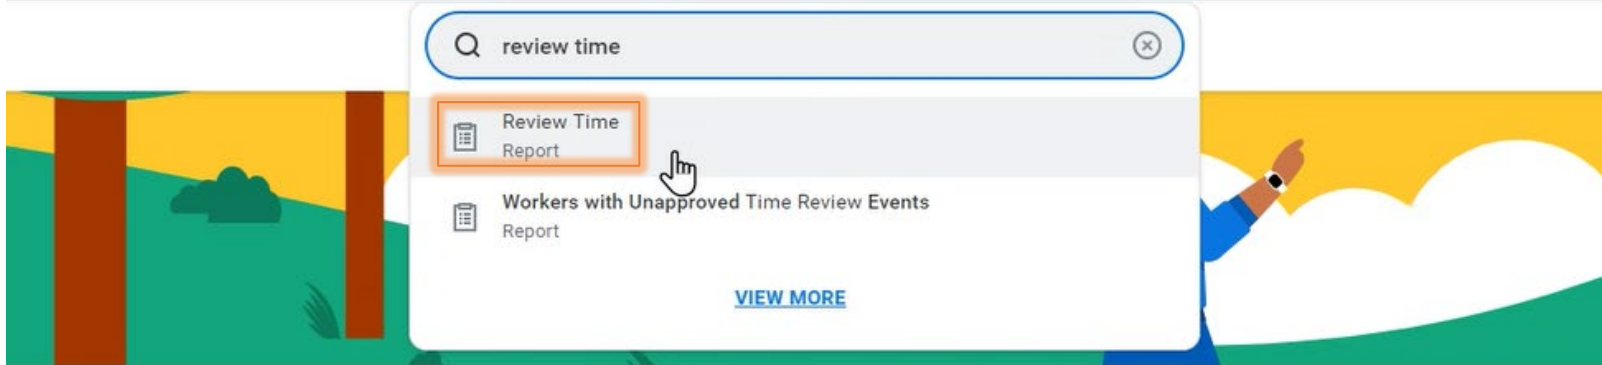 review time
Review Time
Report
Workers with Unapproved Time Review Events
Report
VIEW MORE